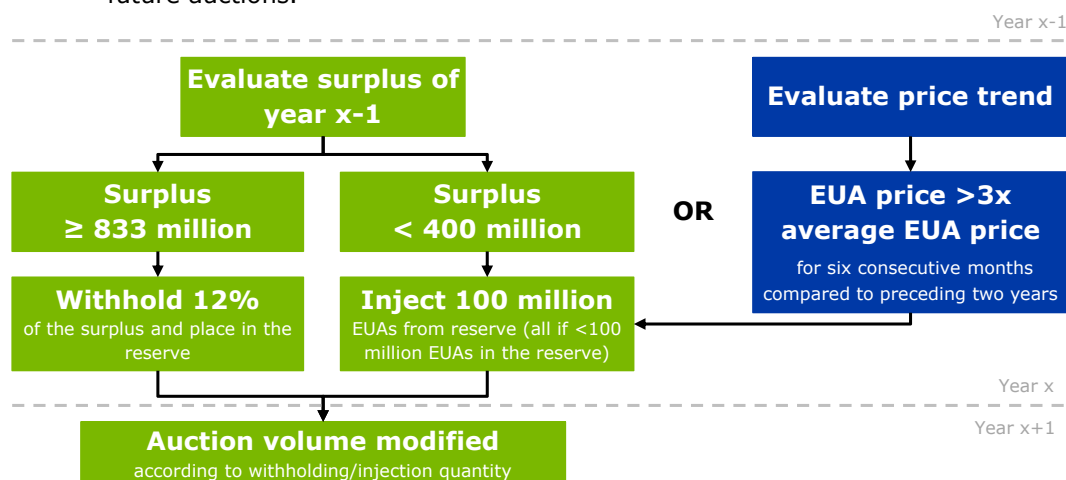 future auctions.
Year x-1
Evaluate surplus of
year x-1
Evaluate price trend
Surplus
≥ 833 million
Surplus
< 400 million
OR
EUA price >3x
average EUA price
for six consecutive months
compared to preceding two years
Withhold 12%
of the surplus and place in the
reserve
Inject 100 million
EUAs from reserve (all if <100
million EUAs in the reserve)
Year x
Year x+1
Auction volume modified
according to withholding/injection quantity